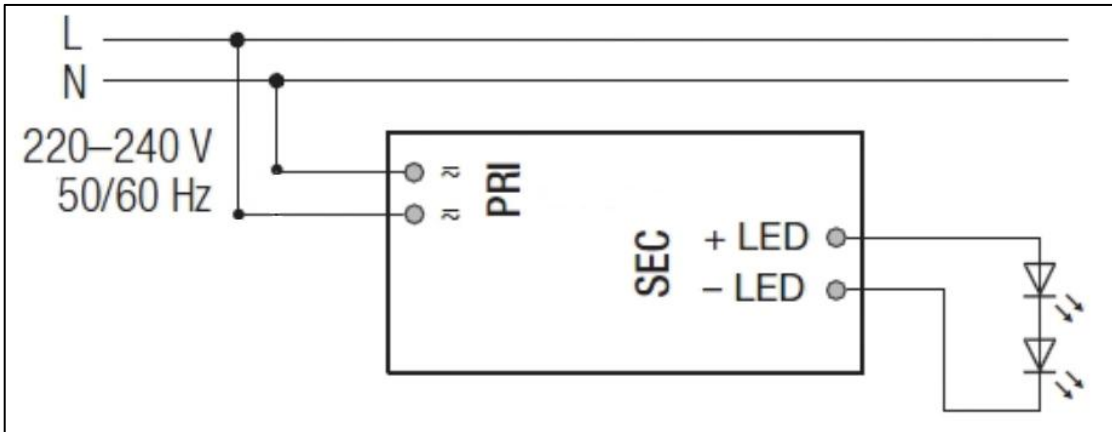 L
N
220–240 V
50/60 Hz
≂
≂
PRI
SEC
+ LED
– LED